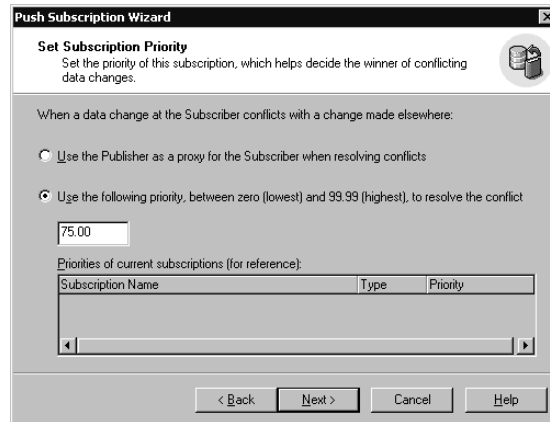 Push Subscription Wizard
Set Subscription Priority
Set the priority of this subscription, which helps decide the winner of conflicting
data changes.
When a data change at the Subscriber conflicts with a change made elsewhere:
Use the Publisher as a proxy for the Subscriber when resolving conflicts
Use the following priority, between zero (lowest) and 99.99 (highest), to resolve the conflict
75.00
Priorities of current subscriptions (for reference):
Subscription Name Type Priority
< Back Next > Cancel Help